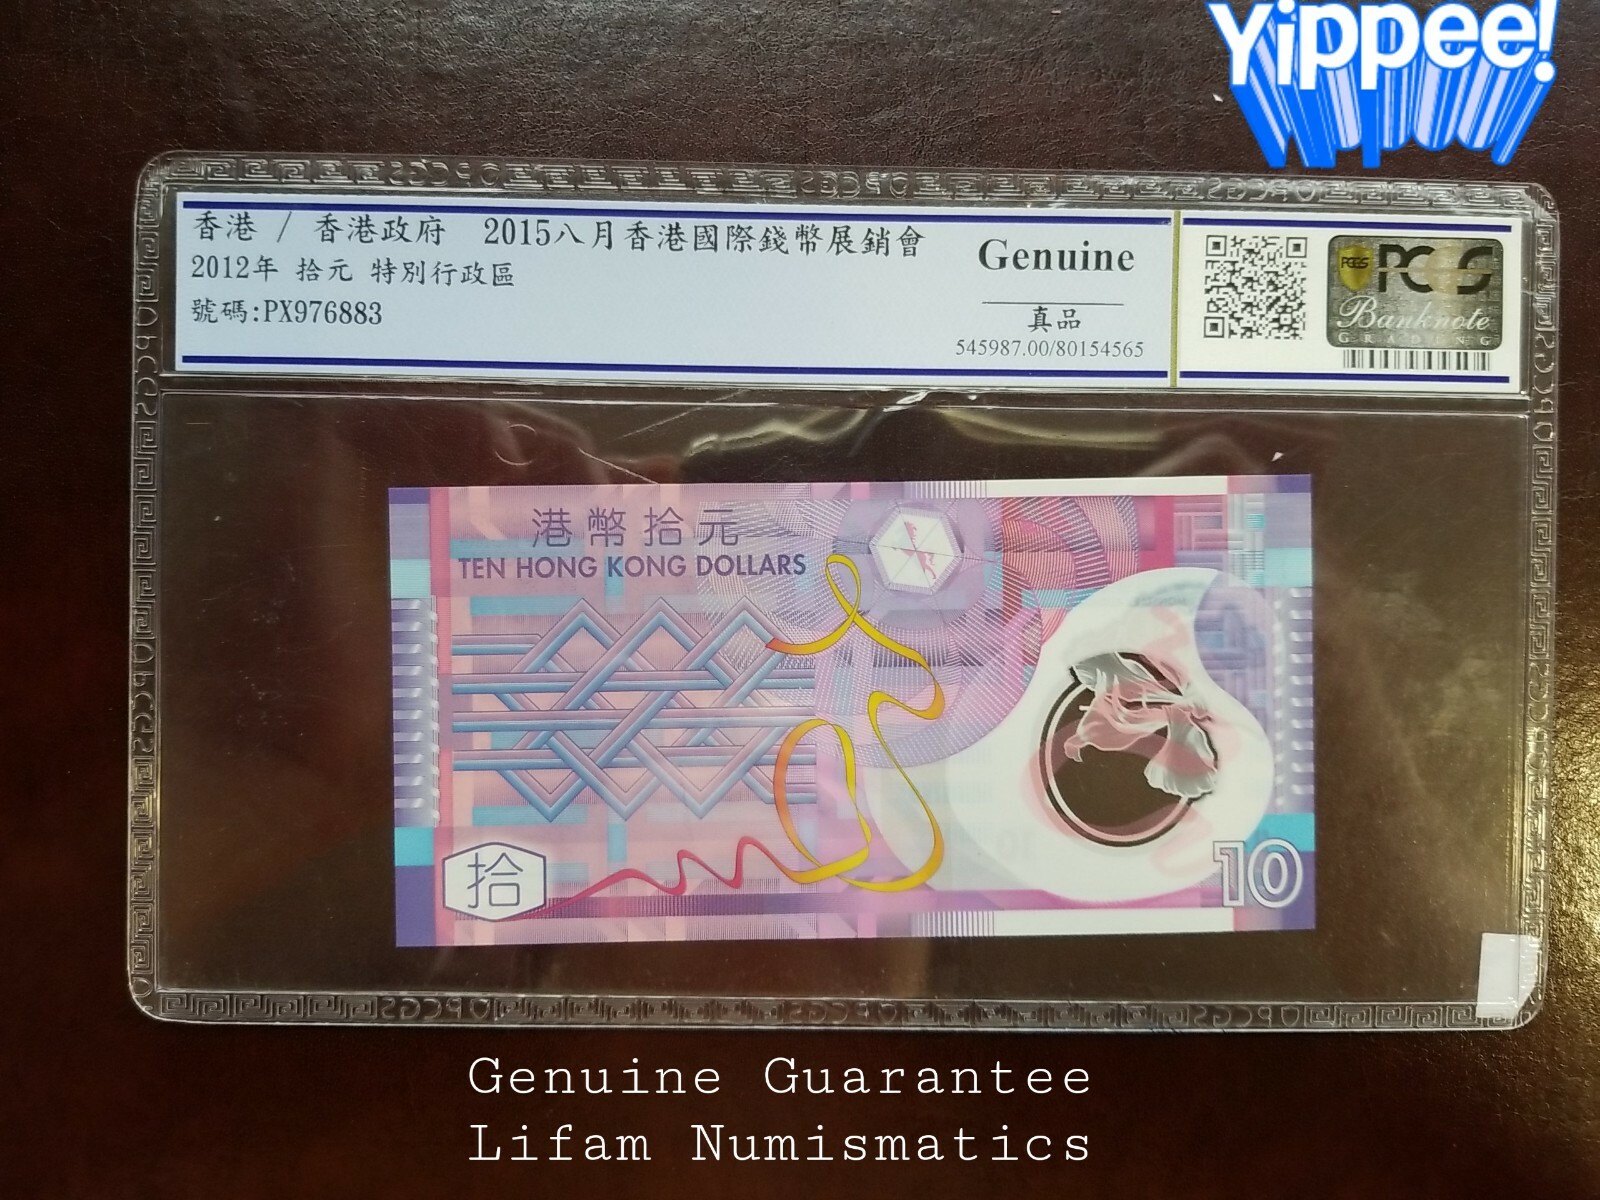 Yippee!
香港 / 香港政府 2015八月香港國際錢幣展銷會
2012年 拾元 特別行政區
號碼:PX976883
Genuine
真品
545987.00/80154565
PCGS
PCGS
Banknote
GRADING
港幣拾元
TEN HONG KONG DOLLARS
拾
10
Genuine Guarantee
Lifam Numismatics